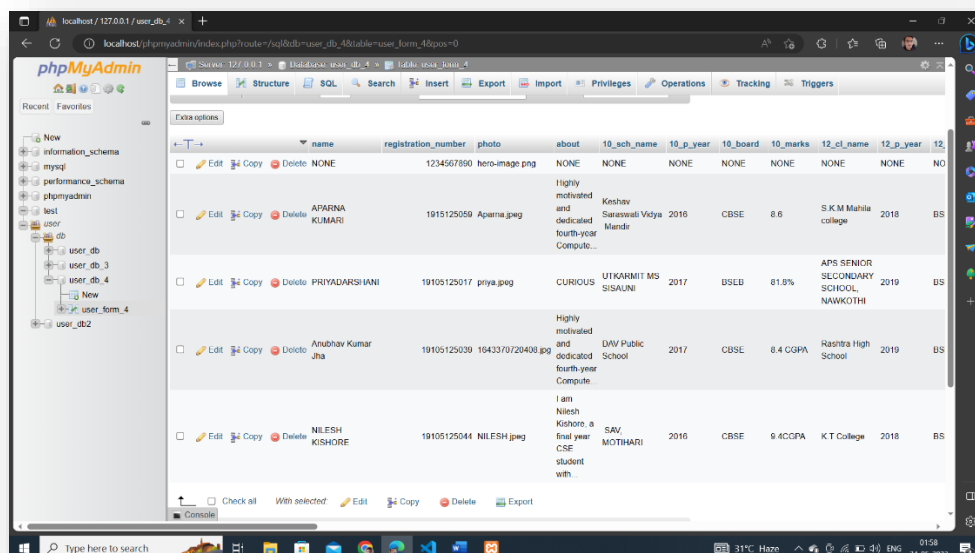 localhost / 127.0.0.1 / user_db_4
localhost/phpmyadmin/index.php?route=/sql&db=user_db_4&table=user_form_4&pos=0
phpMyAdmin
Recent Favorites
New
information_schema
mysql
performance_schema
phpmyadmin
test
user
db
user_db
user_db_3
user_db_4
New
user_form_4
user_db2
Server: 127.0.0.1 » Database: user_db_4 » Table: user_form_4
Browse Structure SQL Search Insert Export Import Privileges Operations Tracking Triggers
Extra options
name registration_number photo about 10_sch_name 10_p_year 10_board 10_marks 12_cl_name 12_p_year 12_
Edit Copy Delete NONE 1234567890 hero-image.png NONE NONE NONE NONE NONE NONE NONE NO
Edit Copy Delete APARNA KUMARI 1915125059 Aparna.jpeg Highly motivated and dedicated fourth-year Compute... Keshav Saraswati Vidya Mandir 2016 CBSE 8.6 S.K.M Mahila college 2018 BS
Edit Copy Delete PRIYADARSHANI 19105125017 priya.jpeg CURIOUS UTKARMIT MS SISAUNI 2017 BSEB 81.8% APS SENIOR SECONDARY SCHOOL, NAWKOTHI 2019 BS
Edit Copy Delete Anubhav Kumar Jha 19105125039 1643370720408.jpg Highly motivated and dedicated fourth-year Compute... DAV Public School 2017 CBSE 8.4 CGPA Rashtra High School 2019 BS
Edit Copy Delete NILESH KISHORE 19105125044 NILESH.jpeg I am Nilesh Kishore, a final year CSE student with... SAV, MOTIHARI 2016 CBSE 9.4CGPA K.T College 2018 BS
Check all With selected: Edit Copy Delete Export
Console
Type here to search 31°C Haze ENG 01:58